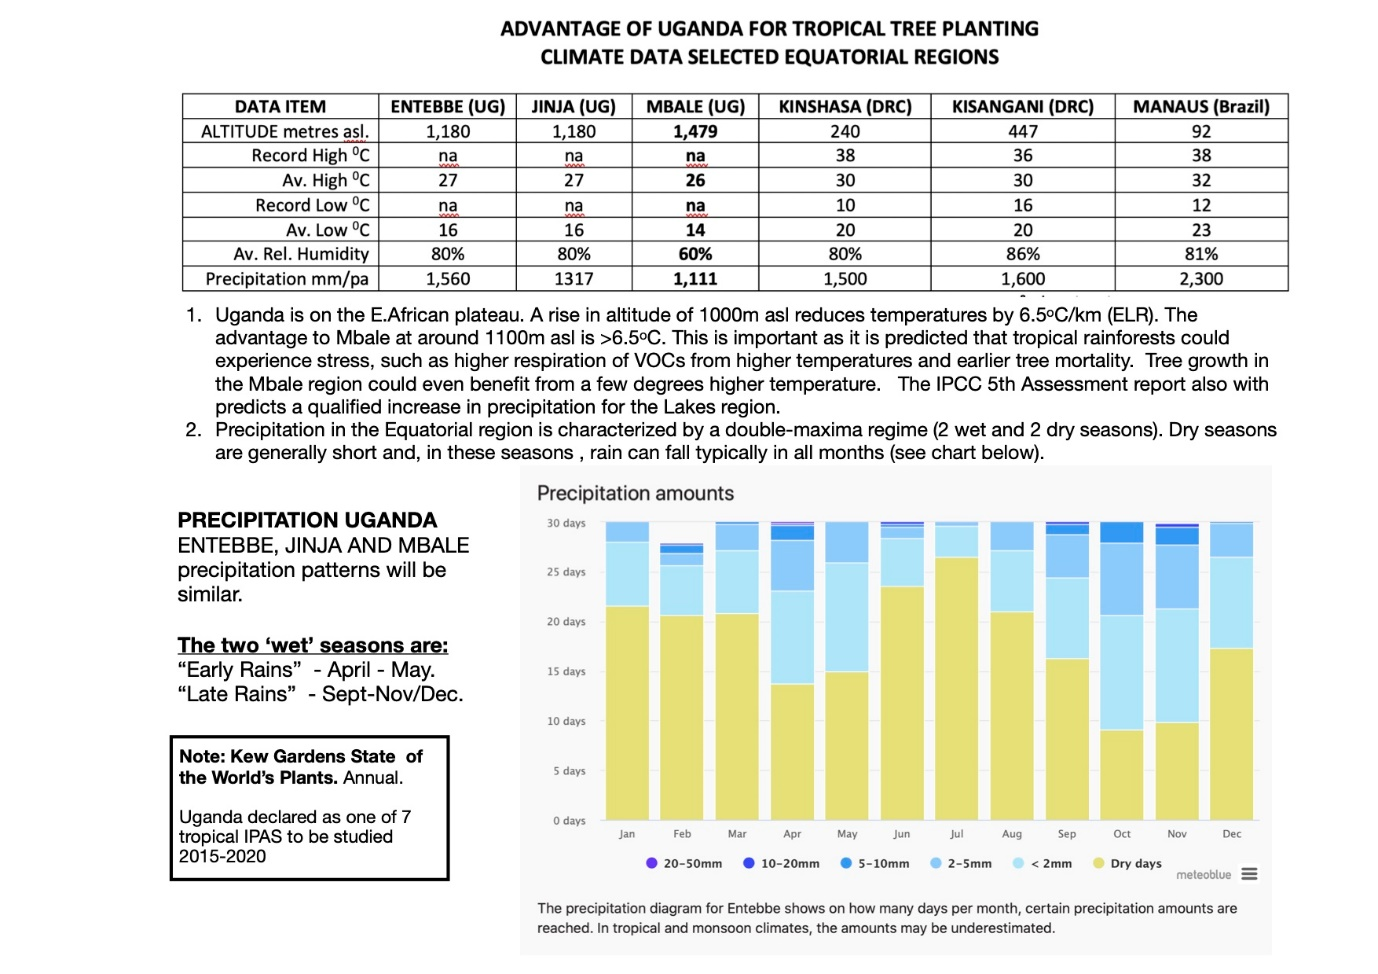 ADVANTAGE OF UGANDA FOR TROPICAL TREE PLANTING
CLIMATE DATA SELECTED EQUATORIAL REGIONS
DATA ITEM ENTEBBE (UG) JINJA (UG) MBALE (UG) KINSHASA (DRC) KISANGANI (DRC) MANAUS (Brazil)
ALTITUDE metres asl. 1,180 1,180 1,479 240 447 92
Record High ⁰C na na na 38 36 38
Av. High ⁰C 27 27 26 30 30 32
Record Low ⁰C na na na 10 16 12
Av. Low ⁰C 16 16 14 20 20 23
Av. Rel. Humidity 80% 80% 60% 80% 86% 81%
Precipitation mm/pa 1,560 1317 1,111 1,500 1,600 2,300
1. Uganda is on the E.African plateau. A rise in altitude of 1000m asl reduces temperatures by 6.5ºC/km (ELR). The
advantage to Mbale at around 1100m asl is >6.5ºC. This is important as it is predicted that tropical rainforests could
experience stress, such as higher respiration of VOCs from higher temperatures and earlier tree mortality. Tree growth in
the Mbale region could even benefit from a few degrees higher temperature. The IPCC 5th Assessment report also with
predicts a qualified increase in precipitation for the Lakes region.
2. Precipitation in the Equatorial region is characterized by a double-maxima regime (2 wet and 2 dry seasons). Dry seasons
are generally short and, in these seasons , rain can fall typically in all months (see chart below).
PRECIPITATION UGANDA
ENTEBBE, JINJA AND MBALE
precipitation patterns will be
similar.
The two ‘wet’ seasons are:
“Early Rains” - April - May.
“Late Rains” - Sept-Nov/Dec.
Note: Kew Gardens State of
the World’s Plants. Annual.
Uganda declared as one of 7
tropical IPAS to be studied
2015-2020
Precipitation amounts
30 days
25 days
20 days
15 days
10 days
5 days
0 days
Jan Feb Mar Apr May Jun Jul Aug Sep Oct Nov Dec
20-50mm 10-20mm 5-10mm 2-5mm < 2mm Dry days
meteoblue
The precipitation diagram for Entebbe shows on how many days per month, certain precipitation amounts are
reached. In tropical and monsoon climates, the amounts may be underestimated.